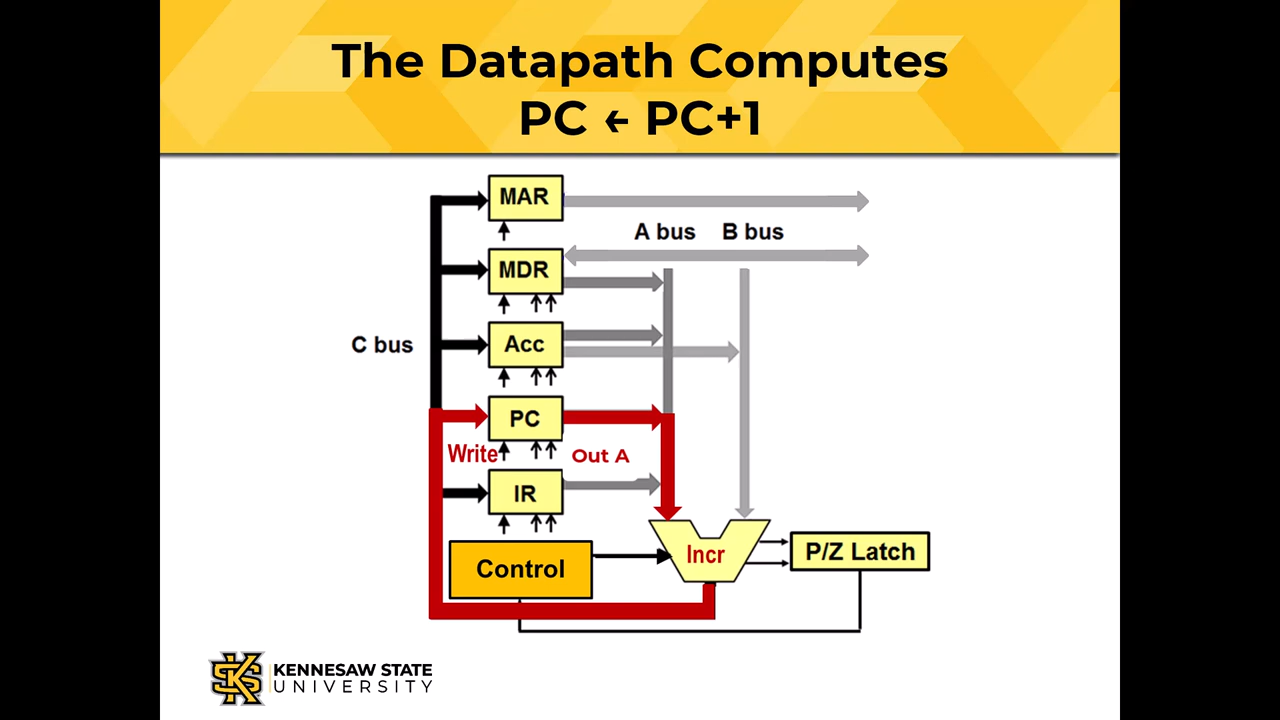 The Datapath Computes
PC ← PC+1
MAR
A bus B bus
MDR
C bus
Acc
PC
Write
Out A
IR
Incr
P/Z Latch
Control
KENNESAW STATE
UNIVERSITY